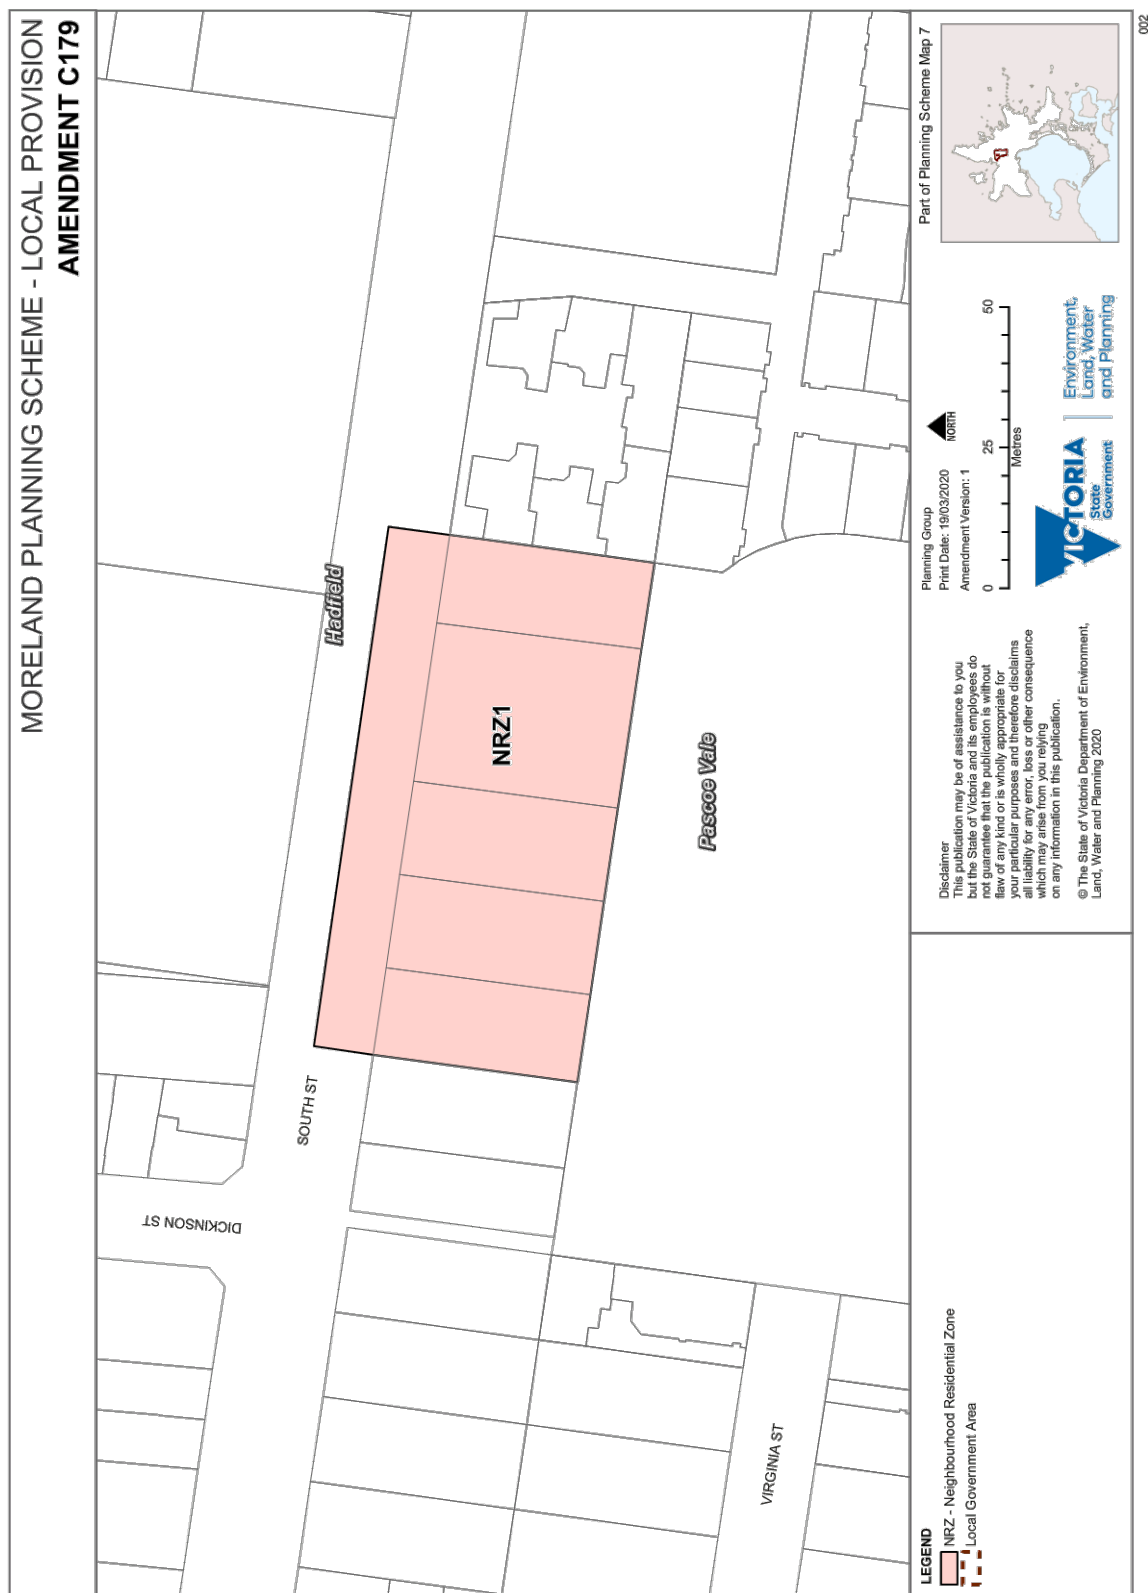 MORELAND PLANNING SCHEME - LOCAL PROVISION
AMENDMENT C179
Hadfield
NRZ1
Pascoe Vale
SOUTH ST
DICKINSON ST
VIRGINIA ST
LEGEND
NRZ - Neighbourhood Residential Zone
Local Government Area
Disclaimer
This publication may be of assistance to you
but the State of Victoria and its employees do
not guarantee that the publication is without
flaw of any kind or is wholly appropriate for
your particular purposes and therefore disclaims
all liability for any error, loss or other consequence
which may arise from you relying
on any information in this publication.
© The State of Victoria Department of Environment,
Land, Water and Planning 2020
Planning Group
Print Date: 19/03/2020
Amendment Version: 1
NORTH
0 25 50
Metres
VICTORIA
State
Government
Environment,
Land, Water
and Planning
Part of Planning Scheme Map 7
002